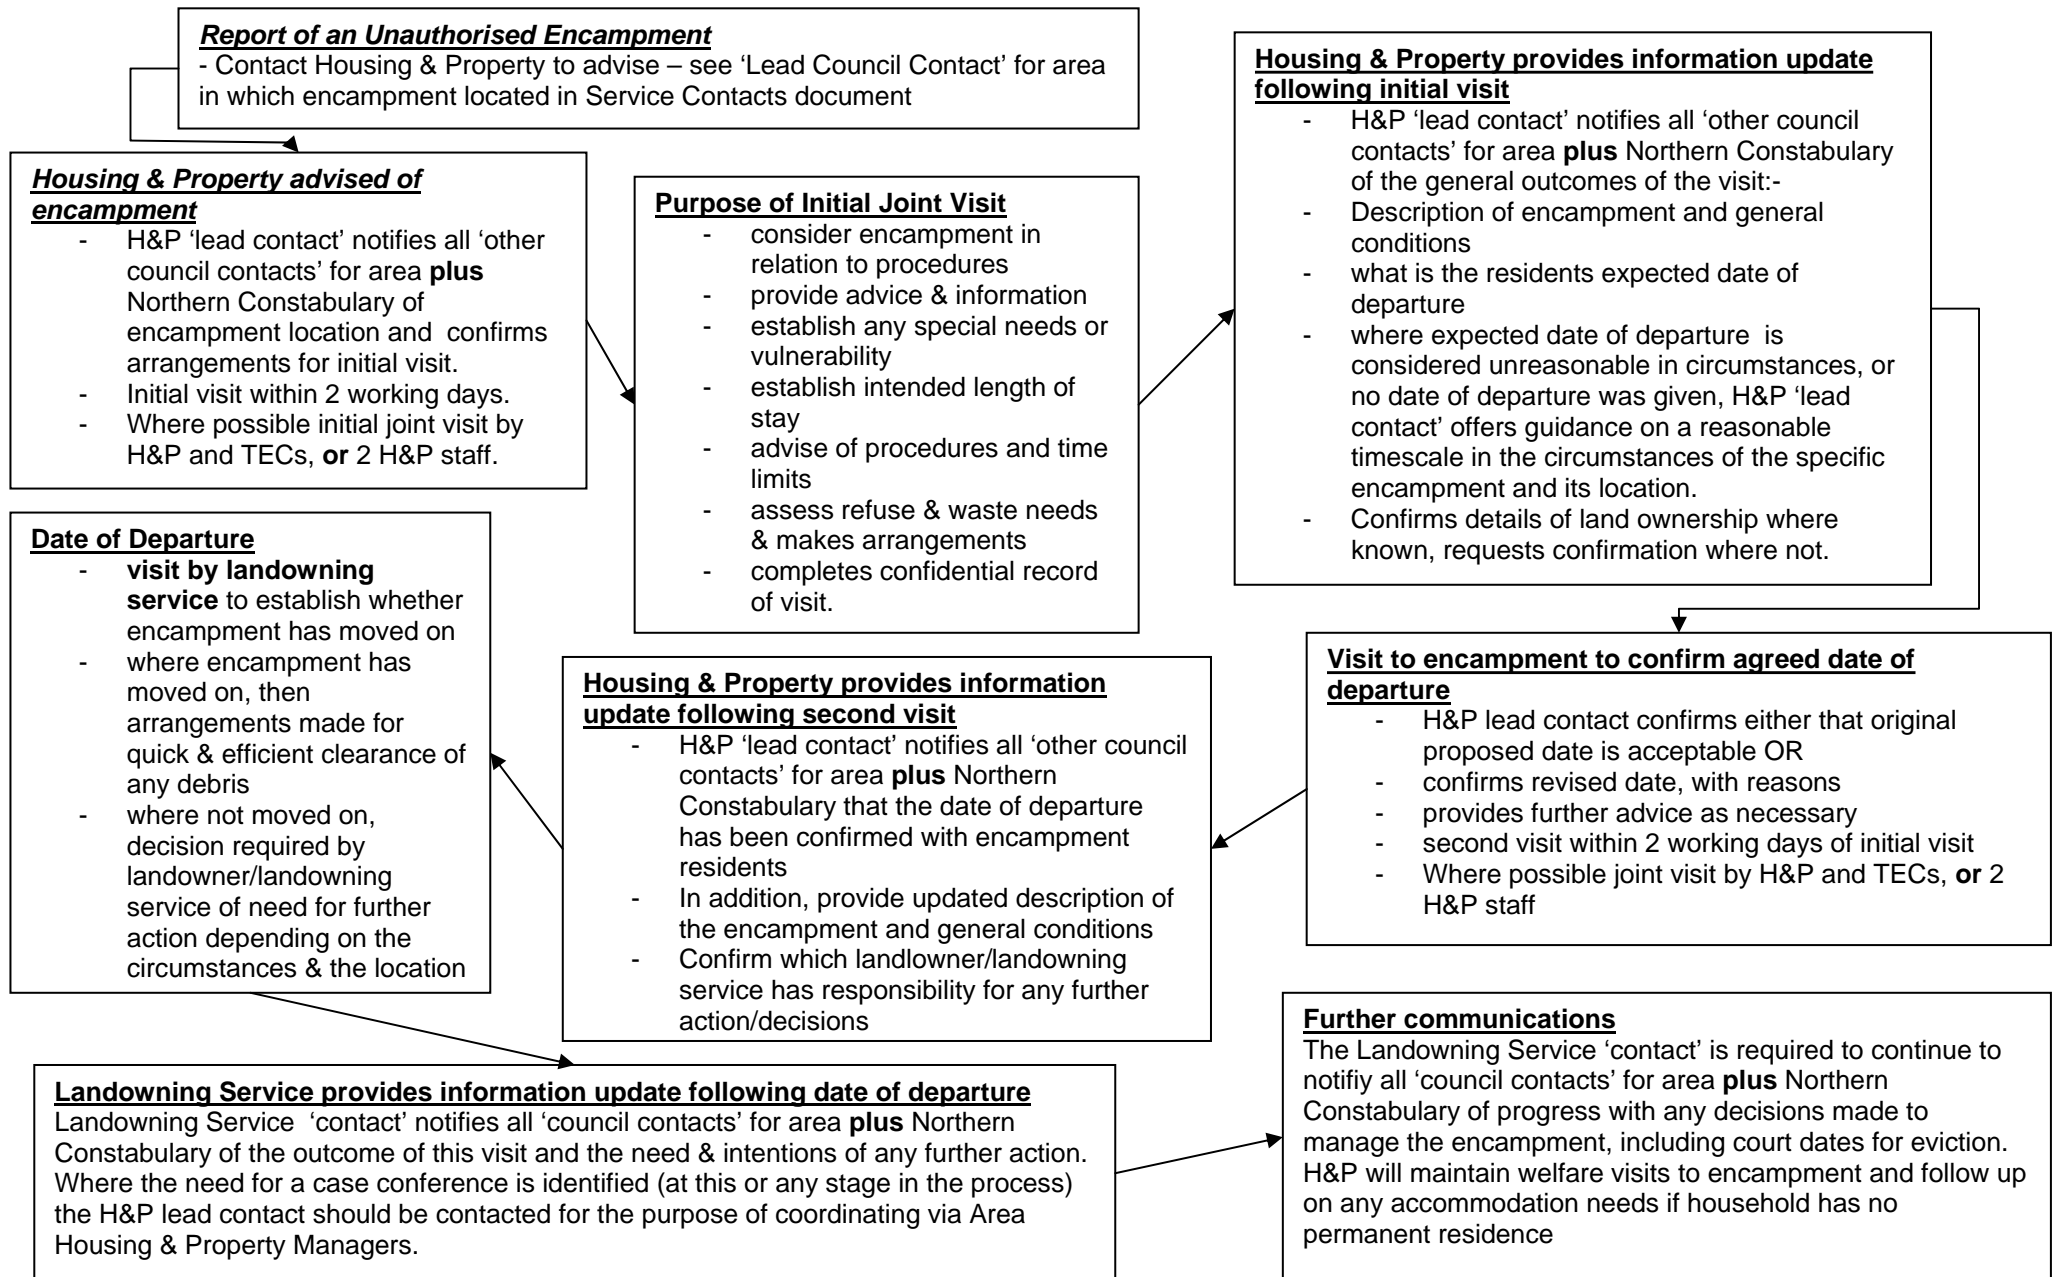 Report of an Unauthorised Encampment
- Contact Housing & Property to advise – see ‘Lead Council Contact’ for area
in which encampment located in Service Contacts document
Housing & Property advised of
encampment
- H&P ‘lead contact’ notifies all ‘other
council contacts’ for area plus
Northern Constabulary of
encampment location and confirms
arrangements for initial visit.
- Initial visit within 2 working days.
- Where possible initial joint visit by
H&P and TECs, or 2 H&P staff.
Purpose of Initial Joint Visit
- consider encampment in
relation to procedures
- provide advice & information
- establish any special needs or
vulnerability
- establish intended length of
stay
- advise of procedures and time
limits
- assess refuse & waste needs
& makes arrangements
- completes confidential record
of visit.
Housing & Property provides information update
following initial visit
- H&P ‘lead contact’ notifies all ‘other council
contacts’ for area plus Northern Constabulary
of the general outcomes of the visit:-
- Description of encampment and general
conditions
- what is the residents expected date of
departure
- where expected date of departure is
considered unreasonable in circumstances, or
no date of departure was given, H&P ‘lead
contact’ offers guidance on a reasonable
timescale in the circumstances of the specific
encampment and its location.
- Confirms details of land ownership where
known, requests confirmation where not.
Visit to encampment to confirm agreed date of
departure
- H&P lead contact confirms either that original
proposed date is acceptable OR
- confirms revised date, with reasons
- provides further advice as necessary
- second visit within 2 working days of initial visit
- Where possible joint visit by H&P and TECs, or 2
H&P staff
Housing & Property provides information
update following second visit
- H&P ‘lead contact’ notifies all ‘other council
contacts’ for area plus Northern
Constabulary that the date of departure
has been confirmed with encampment
residents
- In addition, provide updated description of
the encampment and general conditions
- Confirm which landlowner/landowning
service has responsibility for any further
action/decisions
Date of Departure
- visit by landowning
service to establish whether
encampment has moved on
- where encampment has
moved on, then
arrangements made for
quick & efficient clearance of
any debris
- where not moved on,
decision required by
landowner/landowning
service of need for further
action depending on the
circumstances & the location
Landowning Service provides information update following date of departure
Landowning Service ‘contact’ notifies all ‘council contacts’ for area plus Northern
Constabulary of the outcome of this visit and the need & intentions of any further action.
Where the need for a case conference is identified (at this or any stage in the process)
the H&P lead contact should be contacted for the purpose of coordinating via Area
Housing & Property Managers.
Further communications
The Landowning Service ‘contact’ is required to continue to
notifiy all ‘council contacts’ for area plus Northern
Constabulary of progress with any decisions made to
manage the encampment, including court dates for eviction.
H&P will maintain welfare visits to encampment and follow up
on any accommodation needs if household has no
permanent residence